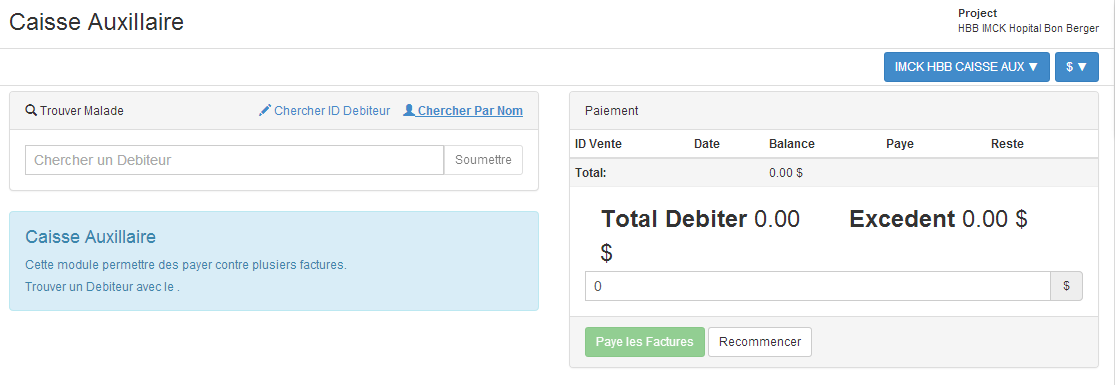 Caisse Auxillaire
Project
HBB IMCK Hopital Bon Berger
IMCK HBB CAISSE AUX ▼
$ ▼
Trouver Malade
Chercher ID Debiteur
Chercher Par Nom
Chercher un Debiteur
Soumettre
Caisse Auxillaire
Cette module permettre des payer contre plusiers factures.
Trouver un Debiteur avec le .
Paiement
ID Vente Date Balance Paye Reste
Total: 0.00 $
Total Debiter 0.00
$
Excedent 0.00 $
0
$
Paye les Factures
Recommencer